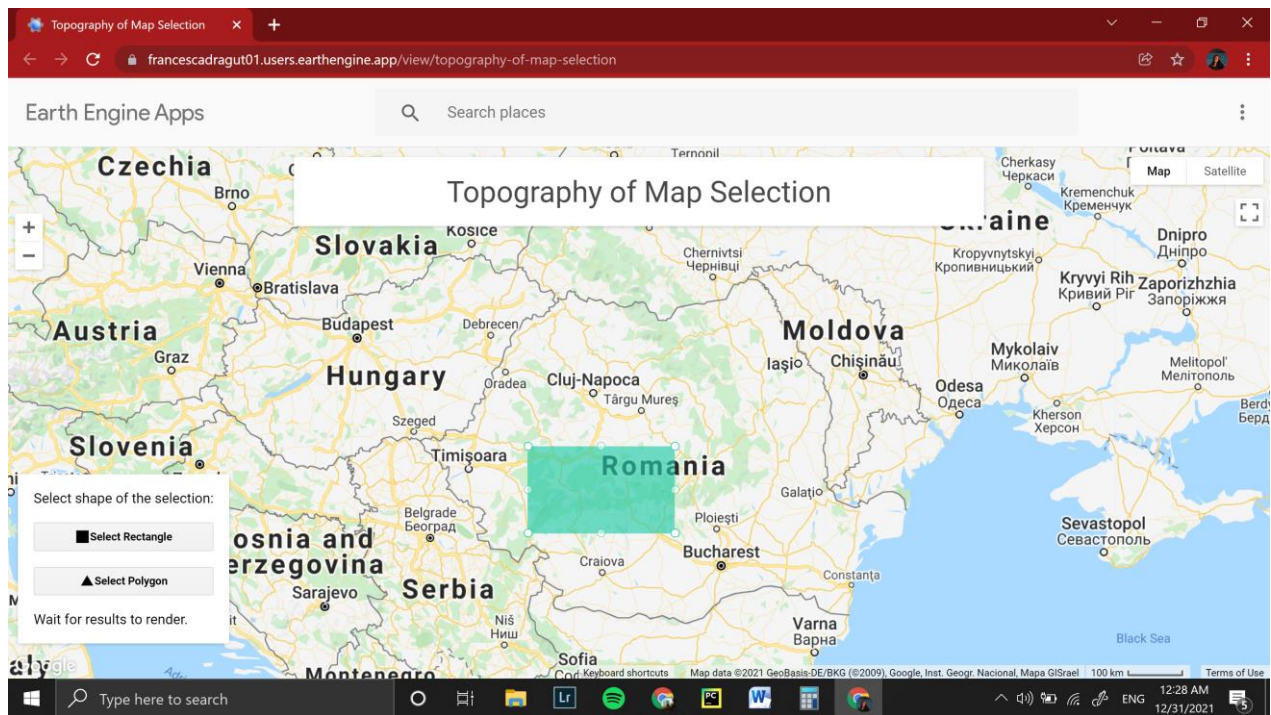 Topography of Map Selection
francescadragut01.users.earthengine.app/view/topography-of-map-selection
Earth Engine Apps
Search places
Topography of Map Selection
Map
Satellite
Czechia
Brno
Ternopil
Cherkasy
Черкаси
Kremenchuk
Кременчук
Slovakia
Košice
Chernivtsi
Чернівці
Kropyvnytskyi
Кропивницький
Dnipro
Дніпро
Vienna
Bratislava
Kryvyi Rih
Кривий Ріг
Zaporizhzhia
Запоріжжя
Austria
Graz
Budapest
Debrecen
Moldova
Hungary
Oradea
Cluj-Napoca
Târgu Mureș
Iașio
Chișinău
Mykolaiv
Миколаїв
Melitopol'
Мелітополь
Odesa
Одеса
Kherson
Херсон
Szeged
Slovenia
Timișoara
Romania
Galați
Select shape of the selection:
Select Rectangle
Select Polygon
Wait for results to render.
Belgrade
Београд
Ploiești
Sevastopol
Севастополь
osnia and
erzegovina
Craiova
Bucharest
Constanța
Sarajevo
Serbia
Niš
Ниш
Varna
Варна
Black Sea
Sofia
Montenegro
Google
Keyboard shortcuts
Map data ©2021 GeoBasis-DE/BKG (©2009), Google, Inst. Geogr. Nacional, Mapa GISrael
100 km
Terms of Use
Type here to search
Lr
PC
W
ENG
12:28 AM
12/31/2021
5